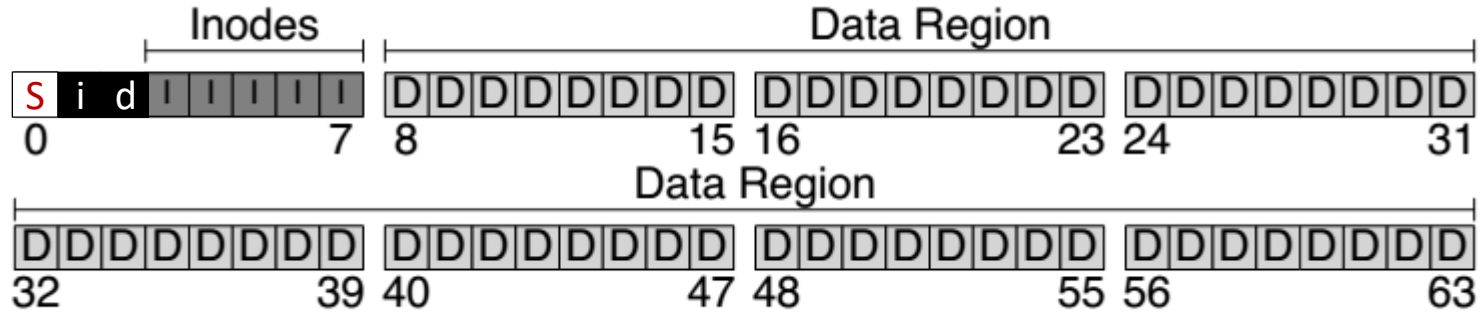 Inodes Data Region
S i d I I I I I D D D D D D D D D D D D D D D D D D D D D D D D
0 7 8 15 16 23 24 31
Data Region
D D D D D D D D D D D D D D D D D D D D D D D D D D D D D D D D
32 39 40 47 48 55 56 63